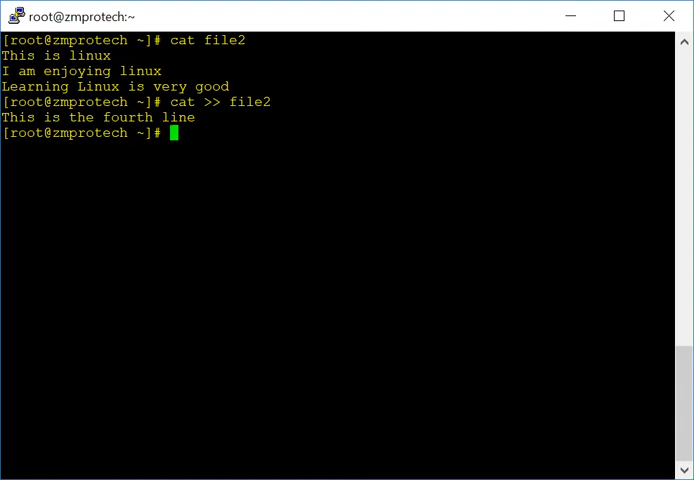 root@zmprotech:~
[root@zmprotech ~]# cat file2
This is linux
I am enjoying linux
Learning Linux is very good
[root@zmprotech ~]# cat >> file2
This is the fourth line
[root@zmprotech ~]#